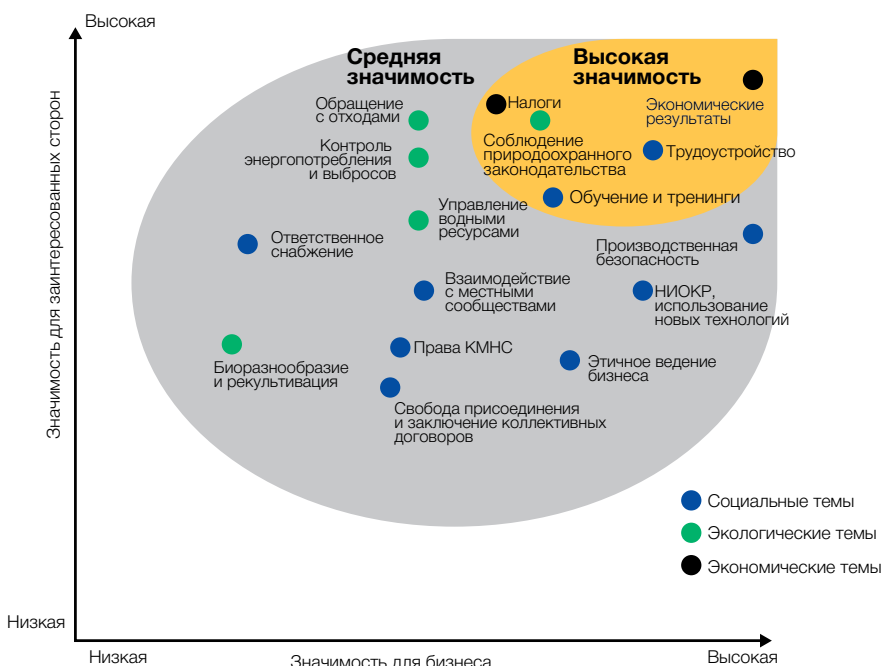 Высокая
Значимость для заинтересованных сторон
Средняя
значимость
Высокая
значимость
Обращение
с отходами
Налоги
Экономические
результаты
Контроль
энергопотребления
и выбросов
Соблюдение
природоохранного
законодательства
Трудоустройство
Обучение и тренинги
Управление
водными
ресурсами
Ответственное
снабжение
Производственная
безопасность
Взаимодействие
с местными
сообществами
НИОКР,
использование
новых технологий
Права КМНС
Этичное ведение
бизнеса
Биоразнообразие
и рекультивация
Свобода присоединения
и заключение коллективных
договоров
Социальные темы
Экологические темы
Экономические темы
Низкая
Низкая
Значимость для бизнеса
Высокая